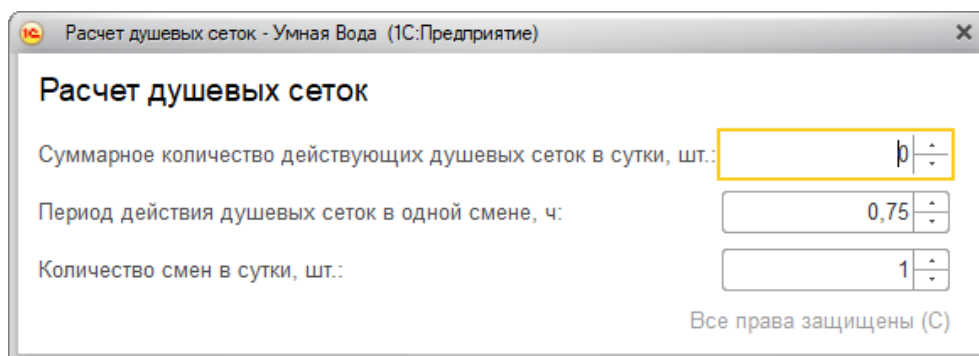 1С Расчет душевых сеток - Умная Вода (1С:Предприятие)
Расчет душевых сеток
Суммарное количество действующих душевых сеток в сутки, шт.: 0
Период действия душевых сеток в одной смене, ч: 0,75
Количество смен в сутки, шт.: 1
Все права защищены (С)